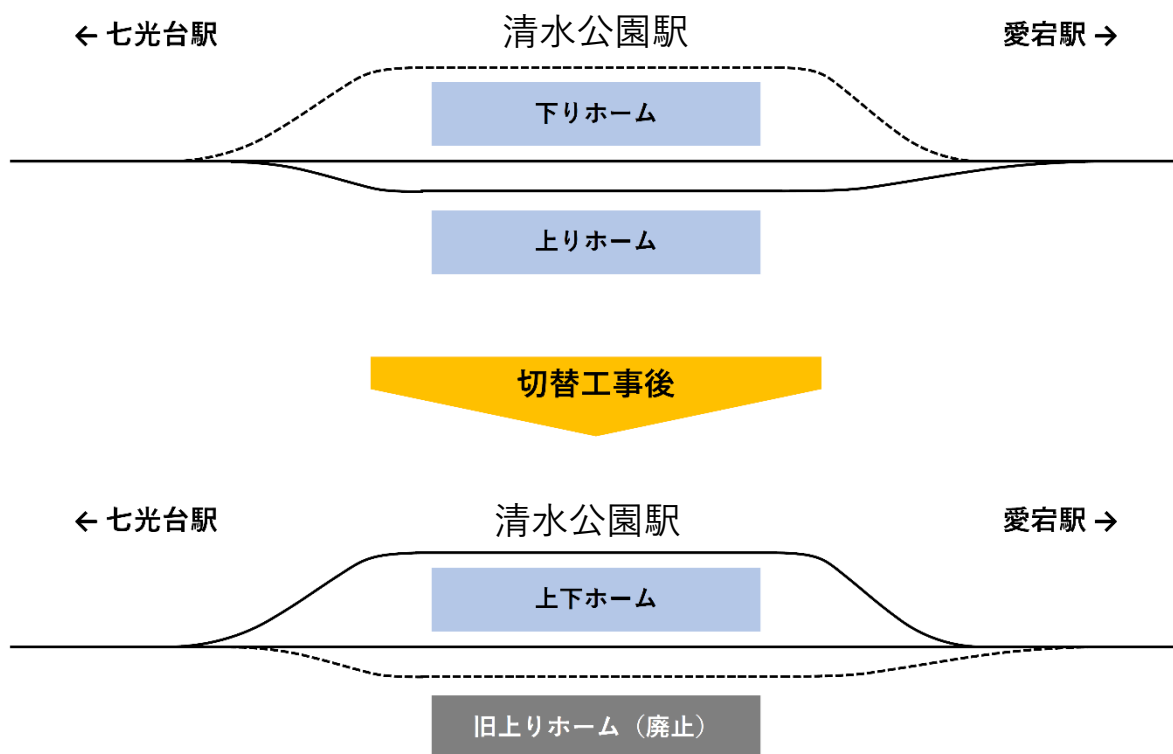 ← 七光台駅
清水公園駅
愛宕駅 →
下りホーム
上りホーム
切替工事後
← 七光台駅
清水公園駅
愛宕駅 →
上下ホーム
旧上りホーム（廃止）